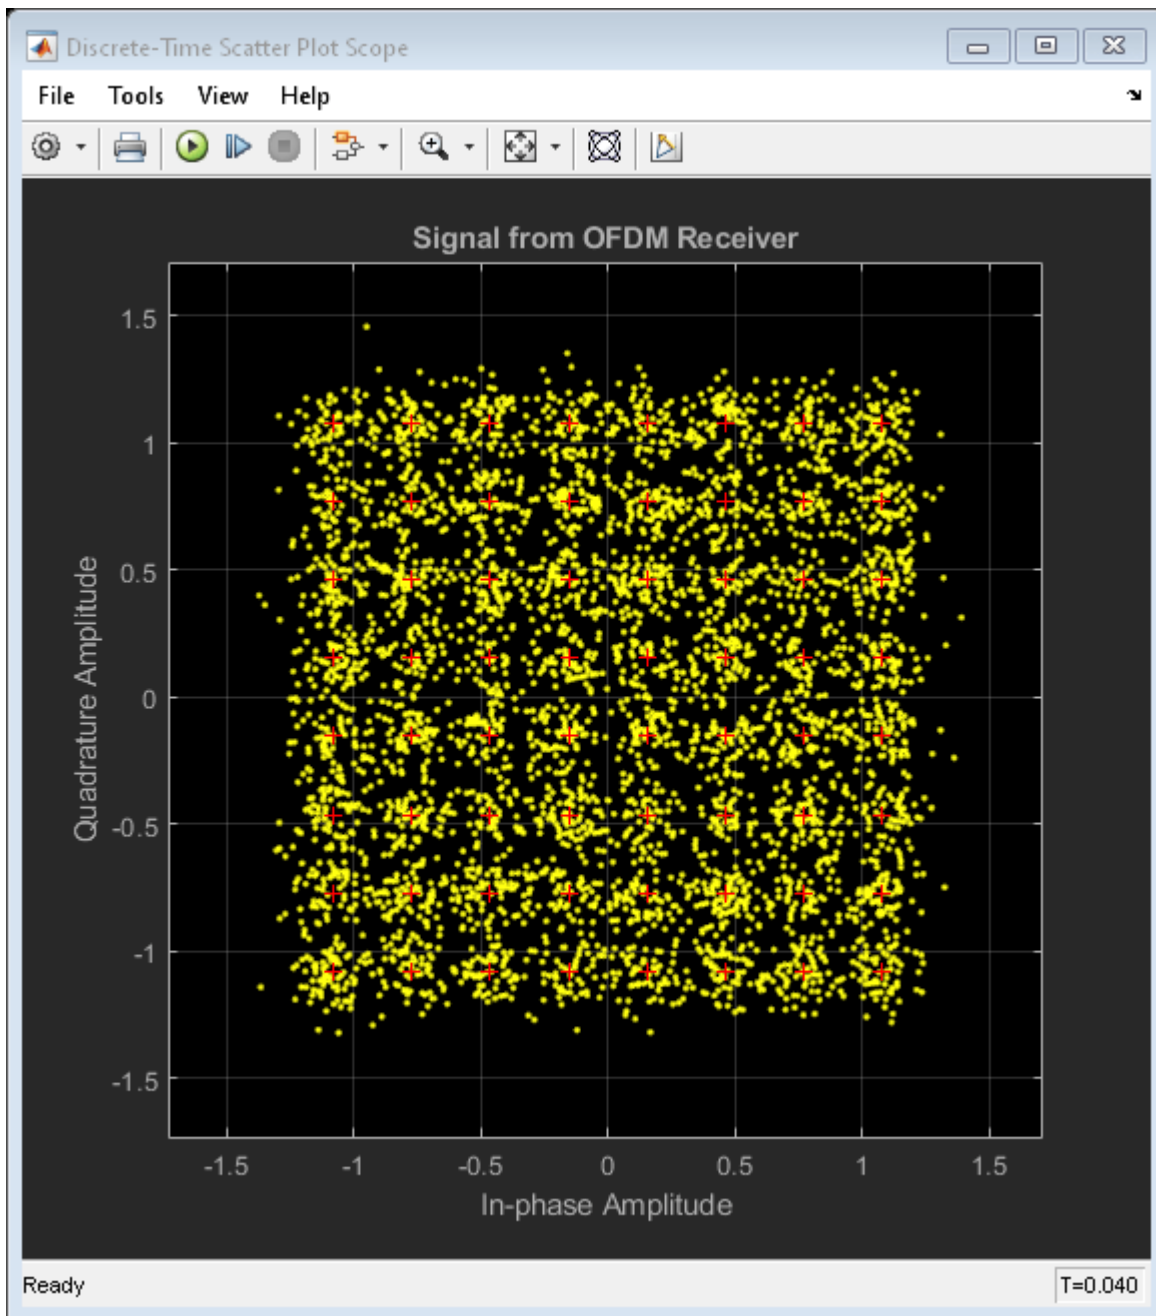 Discrete-Time Scatter Plot Scope
File Tools View Help
Signal from OFDM Receiver
1.5
1
0.5
0
-0.5
-1
-1.5
Quadrature Amplitude
-1.5 -1 -0.5 0 0.5 1 1.5
In-phase Amplitude
Ready T=0.040